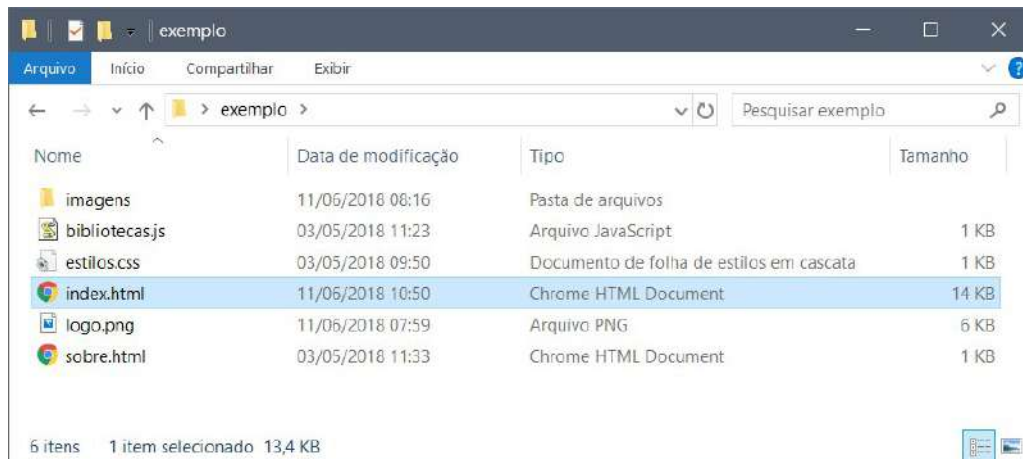 exemplo
Arquivo Início Compartilhar Exibir ?
exemplo Pesquisar exemplo
Nome Data de modificação Tipo Tamanho
imagens 11/06/2018 08:16 Pasta de arquivos
bibliotecas.js 03/05/2018 11:23 Arquivo JavaScript 1 KB
estilos.css 03/05/2018 09:50 Documento de folha de estilos em cascata 1 KB
index.html 11/06/2018 10:50 Chrome HTML Document 14 KB
logo.png 11/06/2018 07:59 Arquivo PNG 6 KB
sobre.html 03/05/2018 11:33 Chrome HTML Document 1 KB
6 itens 1 item selecionado 13,4 KB